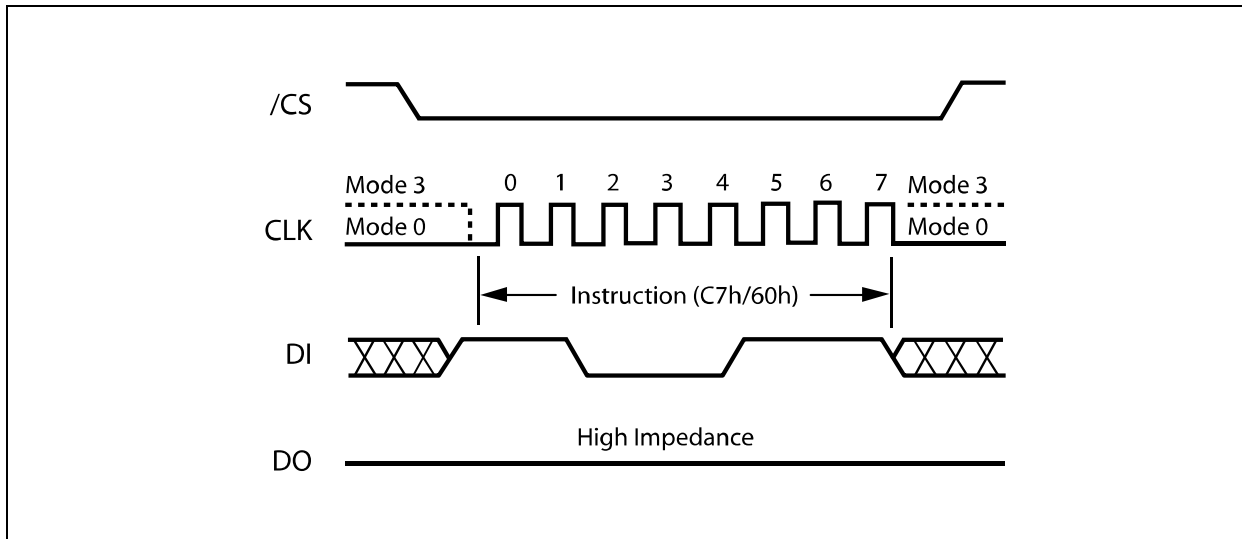 /CS
Mode 3 0 1 2 3 4 5 6 7 Mode 3
CLK Mode 0 Mode 0
Instruction (C7h/60h)
DI
High Impedance
DO